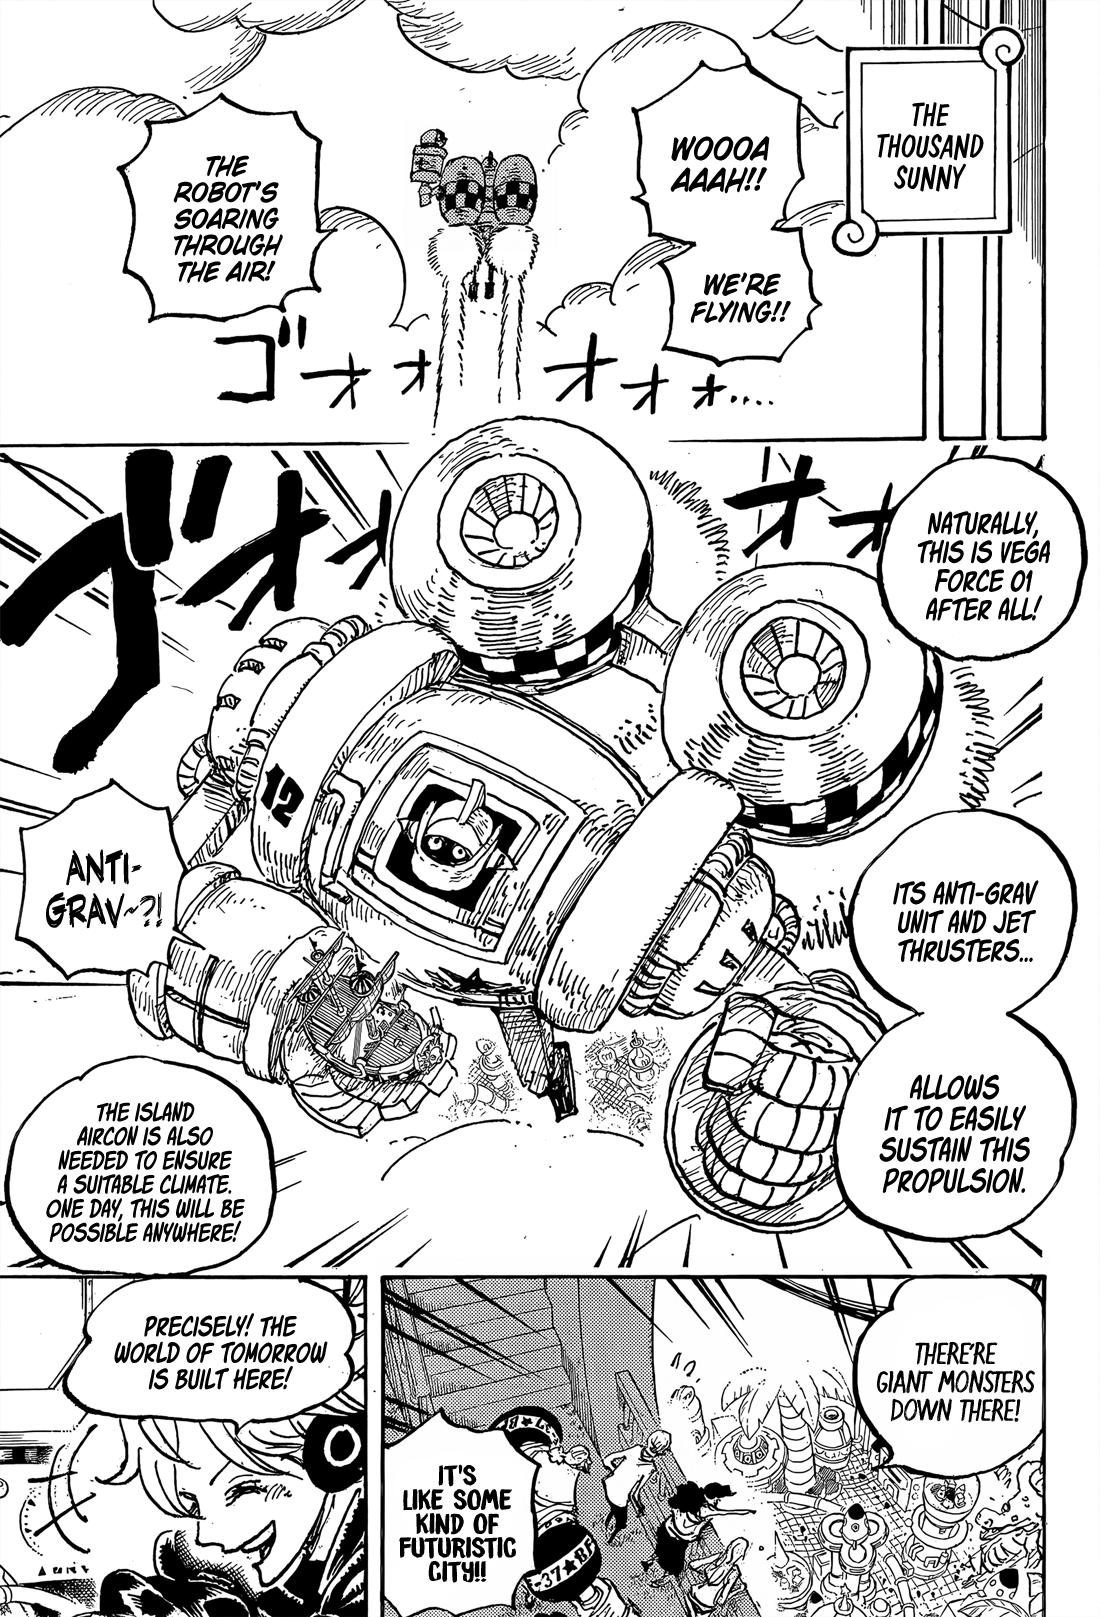 THE
THOUSAND
SUNNY
WOOOA
AAAH!!
WE'RE
FLYING!!
THE
ROBOT'S
SOARING
THROUGH
THE AIR!
ゴォォォォォ....
NATURALLY,
THIS IS VEGA
FORCE 01
AFTER ALL!
ゴォォォォ
12
ITS ANTI-GRAV
UNIT AND JET
THRUSTERS...
ANTI-
GRAV~?!
ALLOWS
IT TO EASILY
SUSTAIN THIS
PROPULSION.
THE ISLAND
AIRCON IS ALSO
NEEDED TO ENSURE
A SUITABLE CLIMATE.
ONE DAY, THIS WILL BE
POSSIBLE ANYWHERE!
THERE'RE
GIANT MONSTERS
DOWN THERE!
IT'S
LIKE SOME
KIND OF
FUTURISTIC
CITY!!
-37★BF
PRECISELY! THE
WORLD OF TOMORROW
IS BUILT HERE!